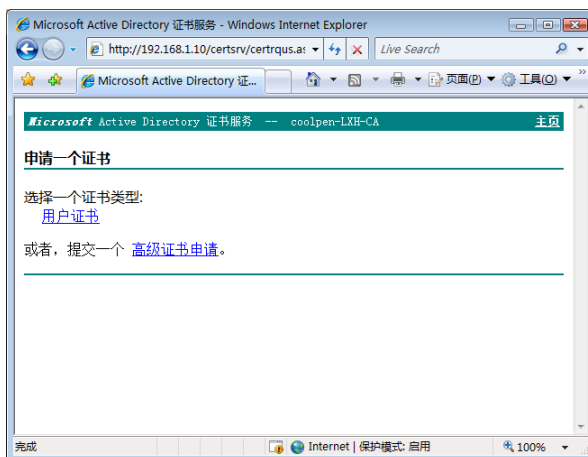 Microsoft Active Directory 证书服务 - Windows Internet Explorer
http://192.168.1.10/certsrv/certrqus.as
Live Search
Microsoft Active Directory 证...
页面(P)
工具(O)
»
Microsoft Active Directory 证书服务 -- coolpen-LXH-CA
主页
申请一个证书
选择一个证书类型:
用户证书
或者，提交一个 高级证书申请。
完成
Internet | 保护模式: 启用
100%